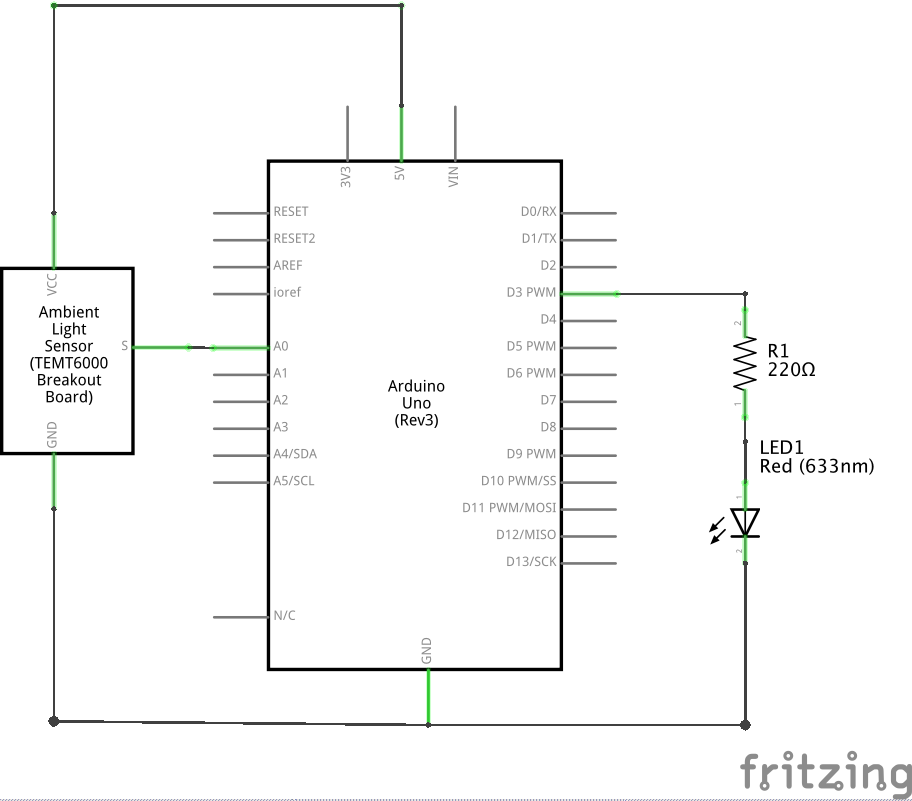 3V3
5V
VIN
RESET
RESET2
AREF
ioref
A0
A1
A2
A3
A4/SDA
A5/SCL
N/C
D0/RX
D1/TX
D2
D3 PWM
D4
D5 PWM
D6 PWM
D7
D8
D9 PWM
D10 PWM/SS
D11 PWM/MOSI
D12/MISO
D13/SCK
GND
Arduino
Uno
(Rev3)
VCC
Ambient
Light
Sensor
(TEMT6000
Breakout
Board)
S
GND
2
R1
220Ω
1
LED1
Red (633nm)
1
2
fritzing